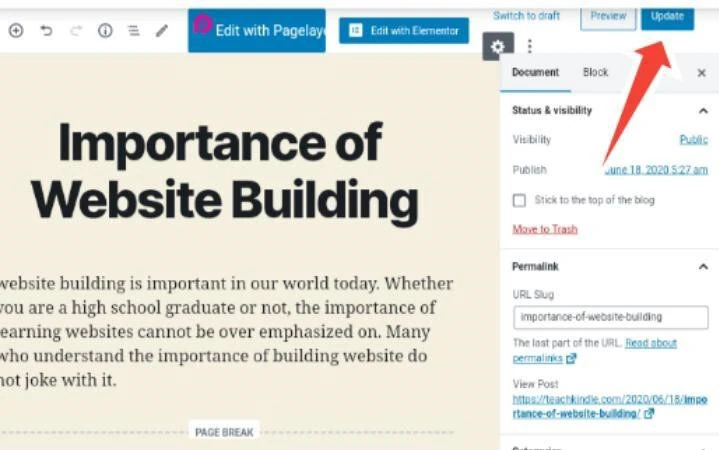 Edit with Pagelaye
Edit with Elementor
Switch to draft
Preview
Update
Document
Block
Status & visibility
Visibility
Public
Publish
June 18, 2020 5:27 am
Stick to the top of the blog
Move to Trash
Permalink
URL Slug
importance-of-website-building
The last part of the URL. Read about
permalinks
View Post
https://teachkindle.com/2020/06/18/impo
rtance-of-website-building/
Importance of
Website Building
website building is important in our world today. Whether
you are a high school graduate or not, the importance of
learning websites cannot be over emphasized on. Many
who understand the importance of building website do
not joke with it.
PAGE BREAK